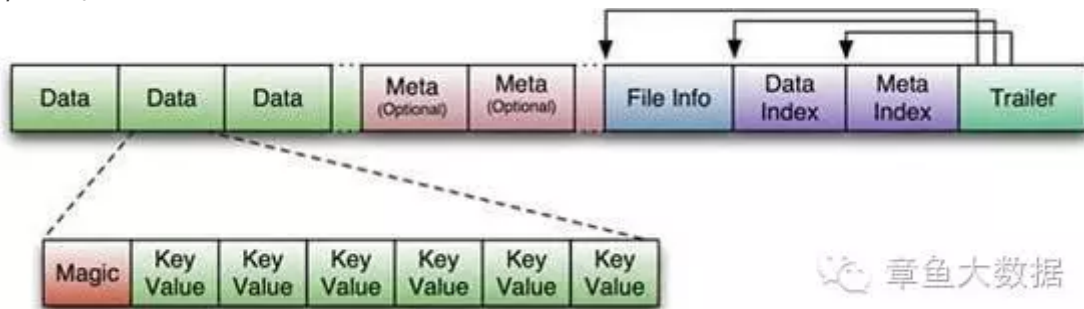 Data
Data
Data
Meta
(Optional)
Meta
(Optional)
File Info
Data
Index
Meta
Index
Trailer
Magic
Key
Value
Key
Value
Key
Value
Key
Value
Key
Value
Key
Value
章鱼大数据